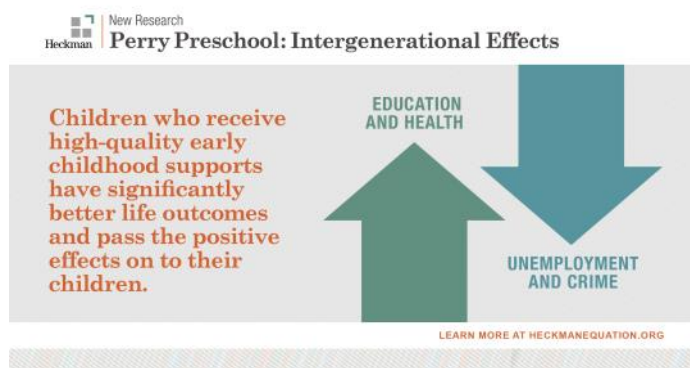 New Research
Heckman
Perry Preschool: Intergenerational Effects
Children who receive
high-quality early
childhood supports
have significantly
better life outcomes
and pass the positive
effects on to their
children.
EDUCATION
AND HEALTH
UNEMPLOYMENT
AND CRIME
LEARN MORE AT HECKMANEQUATION.ORG